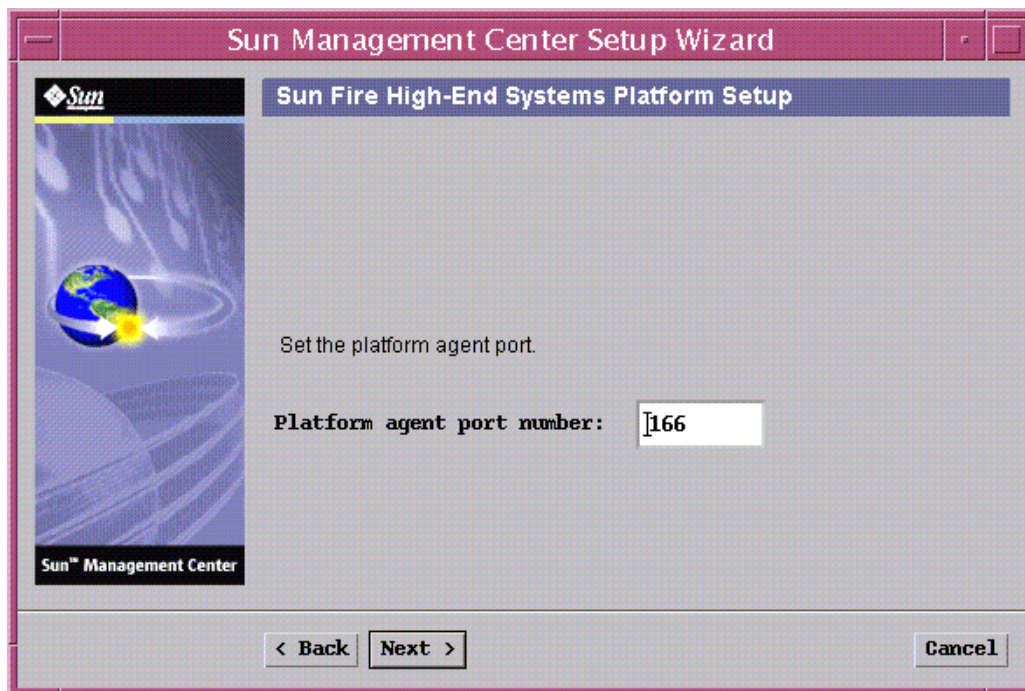 Sun Management Center Setup Wizard
Sun
Sun Fire High-End Systems Platform Setup
Set the platform agent port.
Platform agent port number: 166
Sun™ Management Center
< Back Next > Cancel